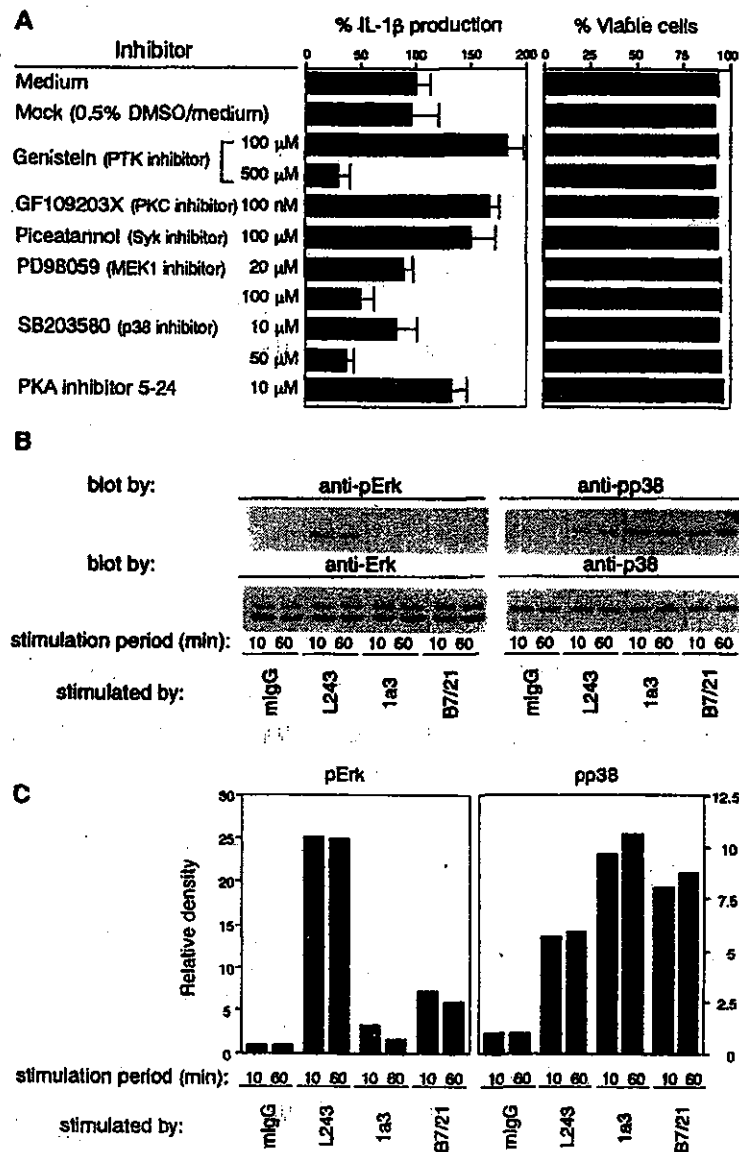 A
% IL-1β production
% Viable cells
Inhibitor
0 50 100 150 200
0 25 50 75 100
Medium
Mock (0.5% DMSO/medium)
Genistein (PTK inhibitor) 100 μM
500 μM
GF109203X (PKC inhibitor) 100 nM
Piceatannol (Syk inhibitor) 100 μM
PD98059 (MEK1 inhibitor) 20 μM
100 μM
SB203580 (p38 inhibitor) 10 μM
50 μM
PKA inhibitor 5-24 10 μM
B
blot by: anti-pErk anti-pp38
blot by: anti-Erk anti-p38
stimulation period (min): 10 60 10 60 10 60 10 60 10 60 10 60 10 60 10 60
stimulated by: mIgG L243 1a3 B7/21 mIgG L243 1a3 B7/21
C
pErk pp38
Relative density
30 25 20 15 10 5 0
12.5 10 7.5 5 2.5 0
stimulation period (min): 10 60 10 60 10 60 10 60 10 60 10 60 10 60 10 60
stimulated by: mIgG L243 1a3 B7/21 mIgG L243 1a3 B7/21